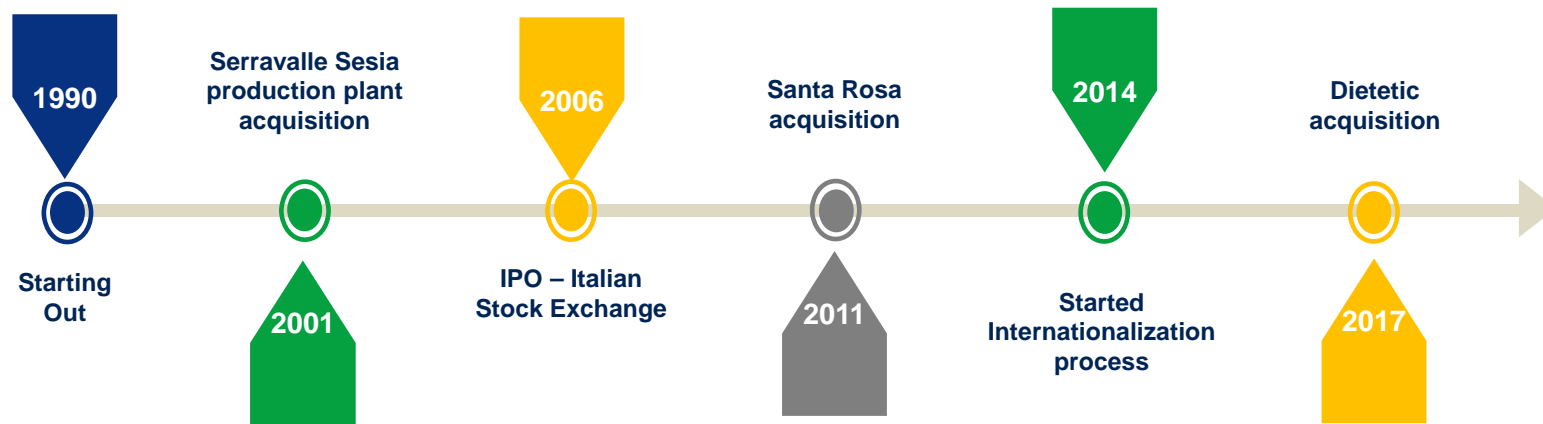 1990
Starting
Out
Serravalle Sesia
production plant
acquisition
2001
2006
IPO – Italian
Stock Exchange
Santa Rosa
acquisition
2011
2014
Started
Internationalization
process
Dietetic
acquisition
2017